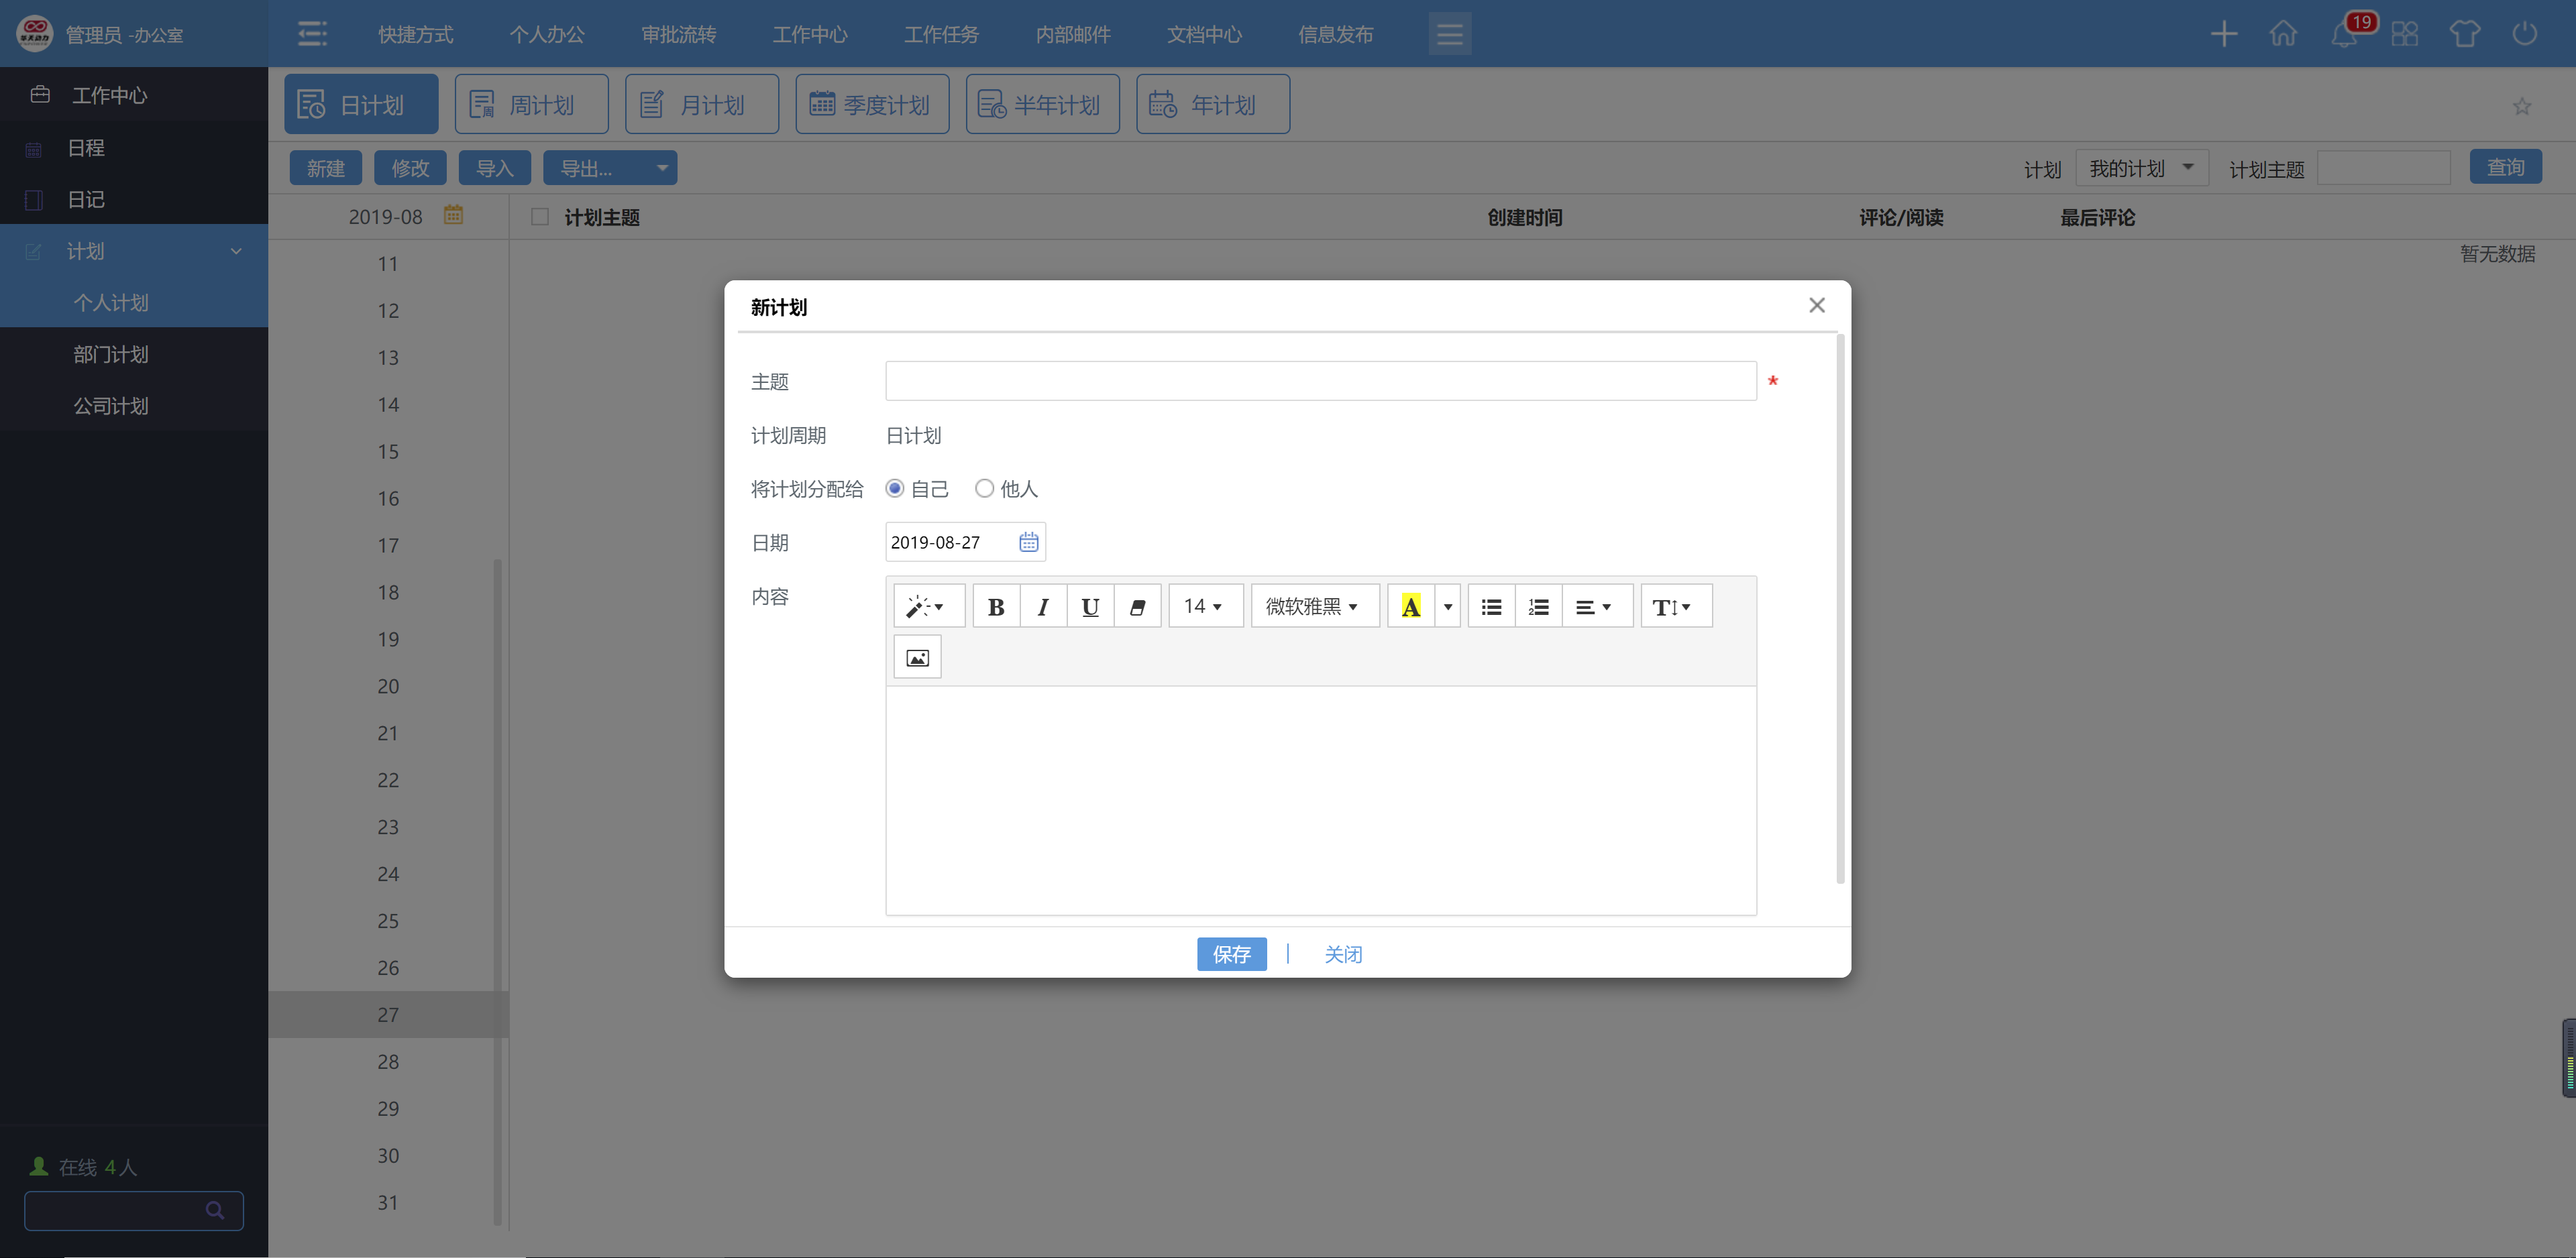 管理员 -办公室
快捷方式 个人办公 审批流转 工作中心 工作任务 内部邮件 文档中心 信息发布 19
工作中心
日程
日记
计划
个人计划
部门计划
公司计划
在线 4人
日计划 周计划 月计划 季度计划 半年计划 年计划
新建 修改 导入 导出... 计划 我的计划 计划主题 查询
2019-08 计划主题 创建时间 评论/阅读 最后评论
暂无数据
11
12
13
14
15
16
17
18
19
20
21
22
23
24
25
26
27
28
29
30
31
新计划
主题 *
计划周期 日计划
将计划分配给 自己 他人
日期 2019-08-27
内容
B I U 14 微软雅黑 A T
保存 | 关闭